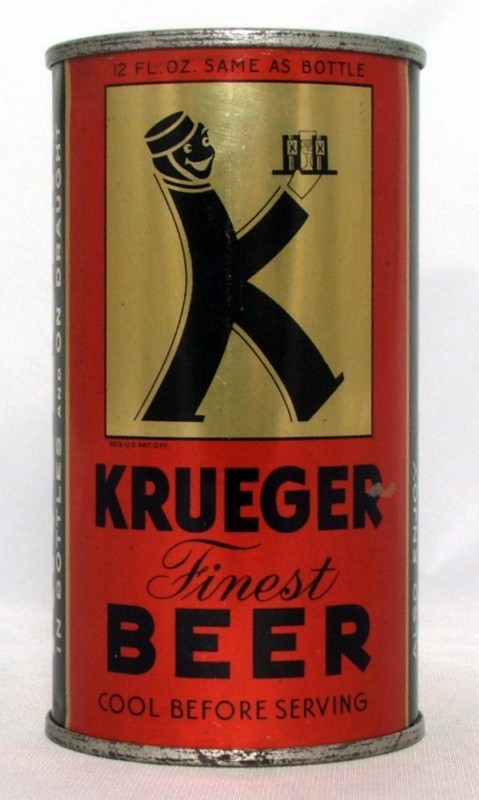 12 FL. OZ. SAME AS BOTTLE
REG. U.S. PAT. OFF.
KRUEGER
Finest
BEER
COOL BEFORE SERVING
IN BOTTLES AND ON DRAUGHT
ALSO ENJOY